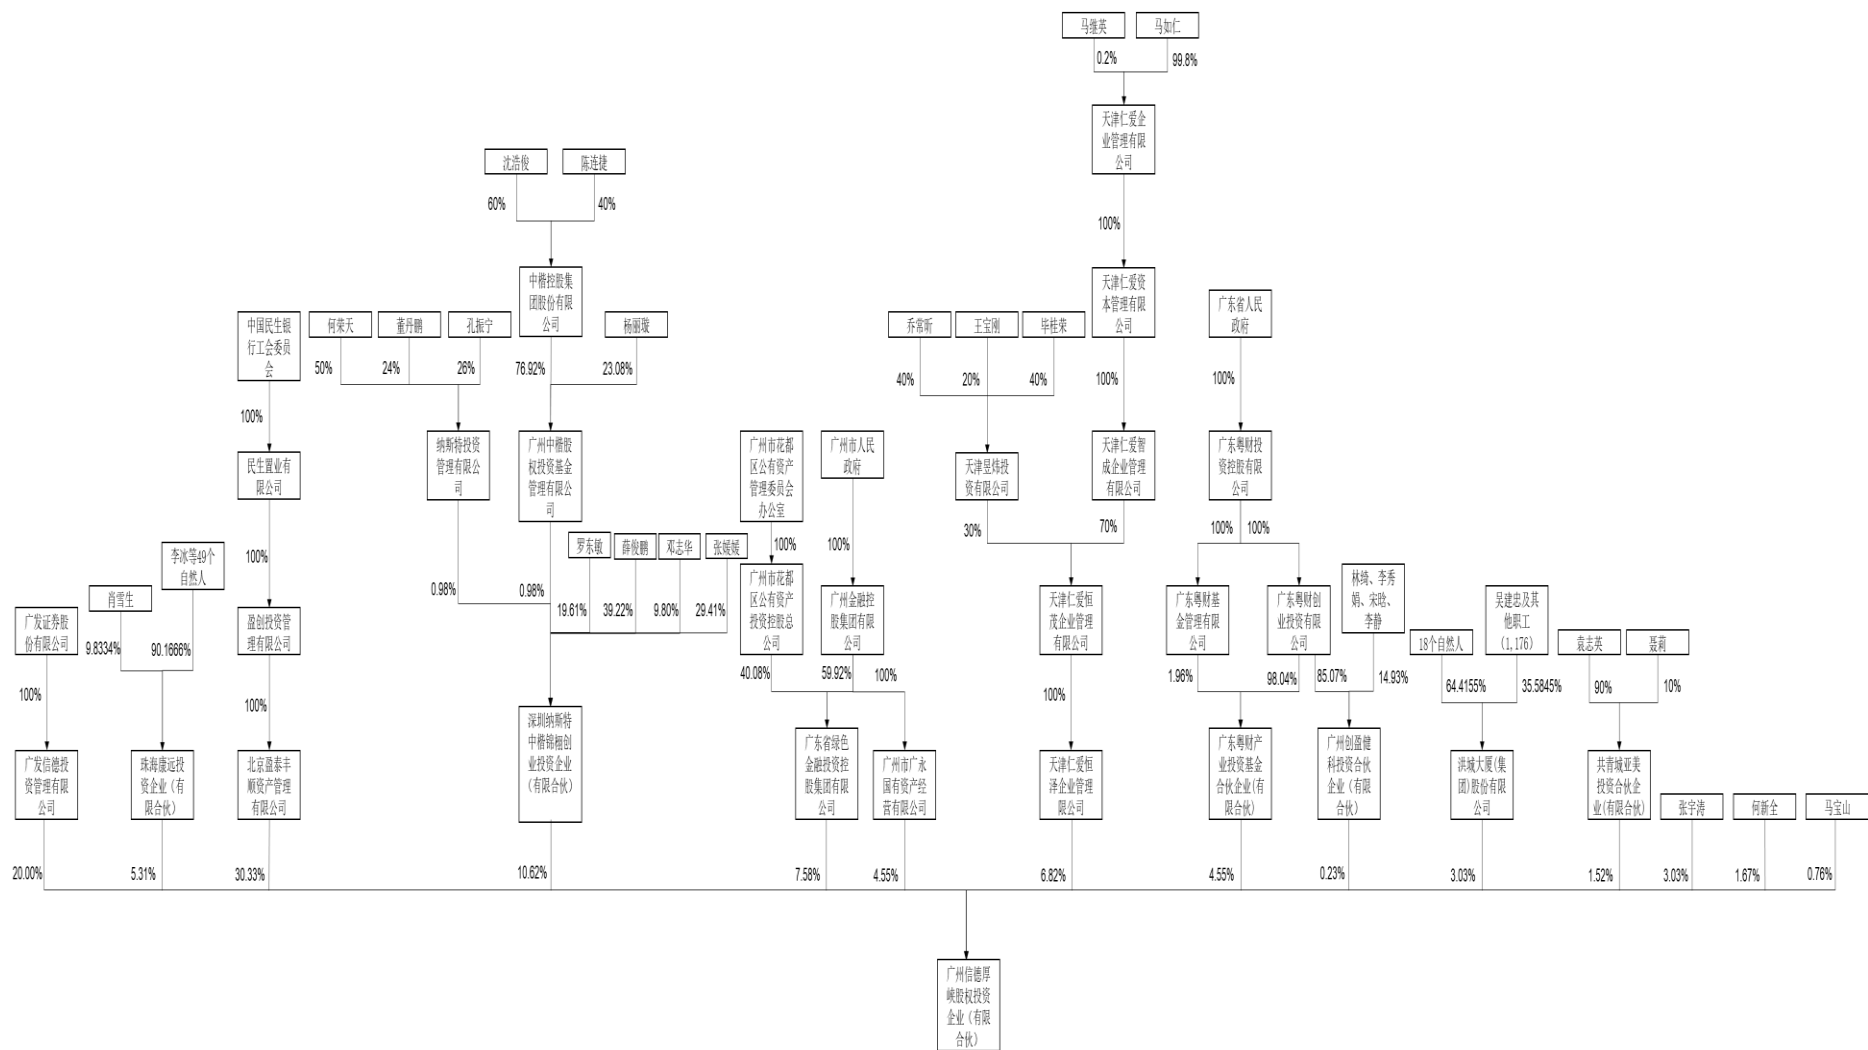 马继英
马如仁
0.2%
99.8%
天津仁爱企
业管理有限
公司
沈浩俊
陈连捷
60%
40%
100%
中楷控股集
团股份有限
公司
天津仁爱资
本管理有限
公司
广东省人民
政府
中国民生银
行工会委员
会
何荣天
董丹鹏
孔振宁
杨丽璇
乔常昕
王宝刚
毕桂荣
50%
24%
26%
76.92%
23.08%
40%
20%
40%
100%
100%
100%
民生置业有
限公司
纳斯特投资
管理有限公
司
广州中楷股
权投资基金
管理有限公
司
广州市花都
区公有资产
管理委员会
办公室
广州市人民
政府
天津昱炜投
资有限公司
天津仁爱智
成企业管理
有限公司
广东粤财投
资控股有限
公司
30%
70%
100%
100%
李冰等49个
自然人
100%
罗东敏
薛俊鹏
邓志华
张媛媛
100%
100%
肖雪生
0.98%
0.98%
19.61%
39.22%
9.80%
29.41%
广发证券股
份有限公司
9.8334%
90.1666%
盈创投资管
理有限公司
广州市花都
区公有资产
投资控股总
公司
广州金融控
股集团有限
公司
天津仁爱恒
茂企业管理
有限公司
广东粤财基
金管理有限
公司
广东粤财创
业投资有限
公司
林绮、李秀
娟、宋晗、
李静
18个自然人
吴建忠及其
他职工
(1,176)
袁志英
聂莉
100%
100%
40.08%
59.92%
100%
100%
1.96%
98.04%
85.07%
14.93%
64.4155%
35.5845%
90%
10%
广发信德投
资管理有限
公司
珠海康远投
资企业（有
限合伙）
北京盈泰丰
顺资产管理
有限公司
深圳纳斯特
中楷锦栩创
业投资企业
（有限合伙）
广东省绿色
金融投资控
股集团有限
公司
广州市广永
国有资产经
营有限公司
天津仁爱恒
泽企业管理
限公司
广东粤财产
业投资基金
合伙企业(有
限合伙)
广州创盈健
科投资合伙
企业（有限
合伙）
洪城大厦(集
团)股份有限
公司
共青城亚美
投资合伙企
业(有限合伙)
张宇涛
何新全
马宝山
20.00%
5.31%
30.33%
10.62%
7.58%
4.55%
6.82%
4.55%
0.23%
3.03%
1.52%
3.03%
1.67%
0.76%
广州信德厚
峡股权投资
企业（有限
合伙）